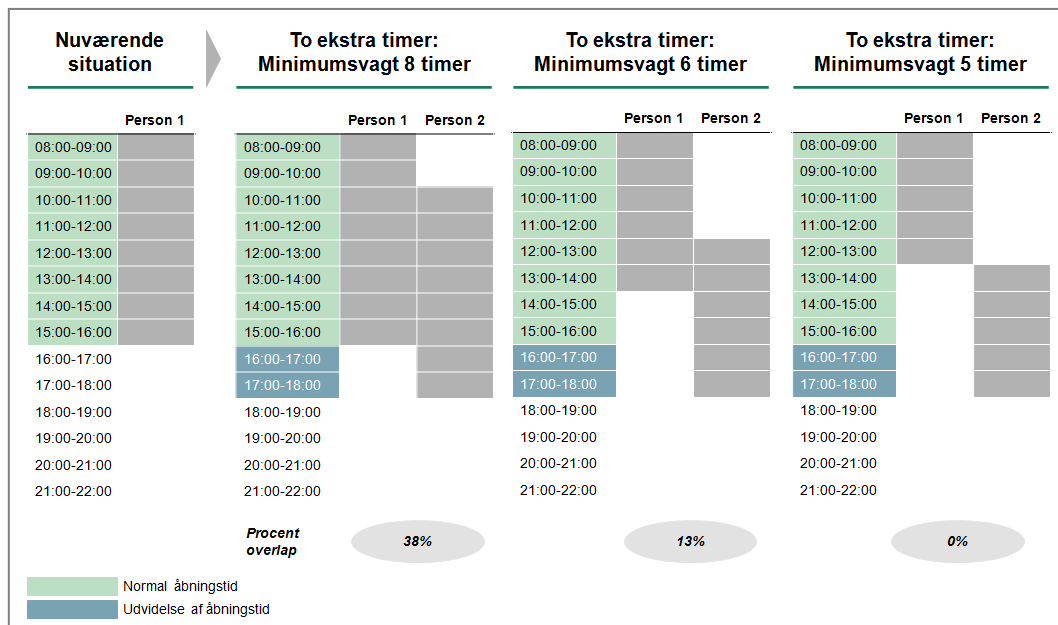 Nuværende
situation
To ekstra timer:
Minimumsvagt 8 timer
To ekstra timer:
Minimumsvagt 6 timer
To ekstra timer:
Minimumsvagt 5 timer
Person 1
Person 1 Person 2
Person 1 Person 2
Person 1 Person 2
08:00-09:00 08:00-09:00 08:00-09:00 08:00-09:00
09:00-10:00 09:00-10:00 09:00-10:00 09:00-10:00
10:00-11:00 10:00-11:00 10:00-11:00 10:00-11:00
11:00-12:00 11:00-12:00 11:00-12:00 11:00-12:00
12:00-13:00 12:00-13:00 12:00-13:00 12:00-13:00
13:00-14:00 13:00-14:00 13:00-14:00 13:00-14:00
14:00-15:00 14:00-15:00 14:00-15:00 14:00-15:00
15:00-16:00 15:00-16:00 15:00-16:00 15:00-16:00
16:00-17:00 16:00-17:00 16:00-17:00 16:00-17:00
17:00-18:00 17:00-18:00 17:00-18:00 17:00-18:00
18:00-19:00 18:00-19:00 18:00-19:00 18:00-19:00
19:00-20:00 19:00-20:00 19:00-20:00 19:00-20:00
20:00-21:00 20:00-21:00 20:00-21:00 20:00-21:00
21:00-22:00 21:00-22:00 21:00-22:00 21:00-22:00
Procent
overlap
38% 13% 0%
Normal åbningstid
Udvidelse af åbningstid